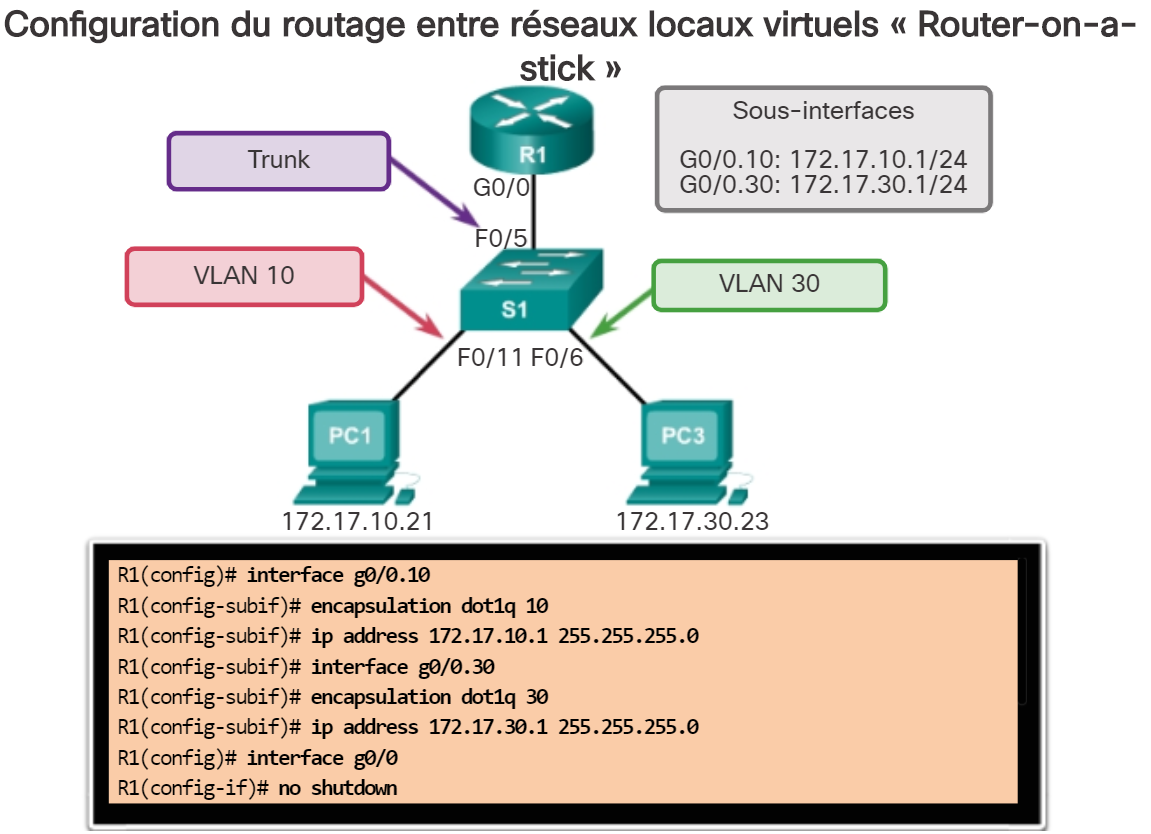 Configuration du routage entre réseaux locaux virtuels « Router-on-a-
stick »
Sous-interfaces
Trunk
R1
G0/0.10: 172.17.10.1/24
G0/0.30: 172.17.30.1/24
G0/0
F0/5
VLAN 10
VLAN 30
S1
F0/11 F0/6
PC1
PC3
172.17.10.21
172.17.30.23
R1(config)# interface g0/0.10
R1(config-subif)# encapsulation dot1q 10
R1(config-subif)# ip address 172.17.10.1 255.255.255.0
R1(config-subif)# interface g0/0.30
R1(config-subif)# encapsulation dot1q 30
R1(config-subif)# ip address 172.17.30.1 255.255.255.0
R1(config)# interface g0/0
R1(config-if)# no shutdown